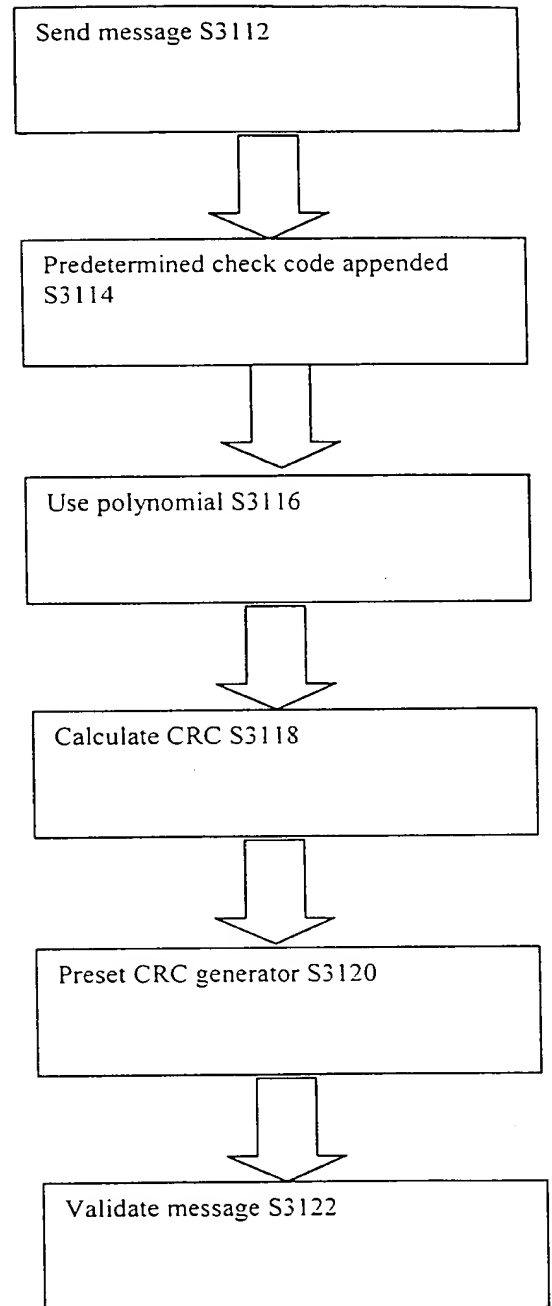 Send message S3112
Predetermined check code appended
S3114
Use polynomial S3116
Calculate CRC S3118
Preset CRC generator S3120
Validate message S3122